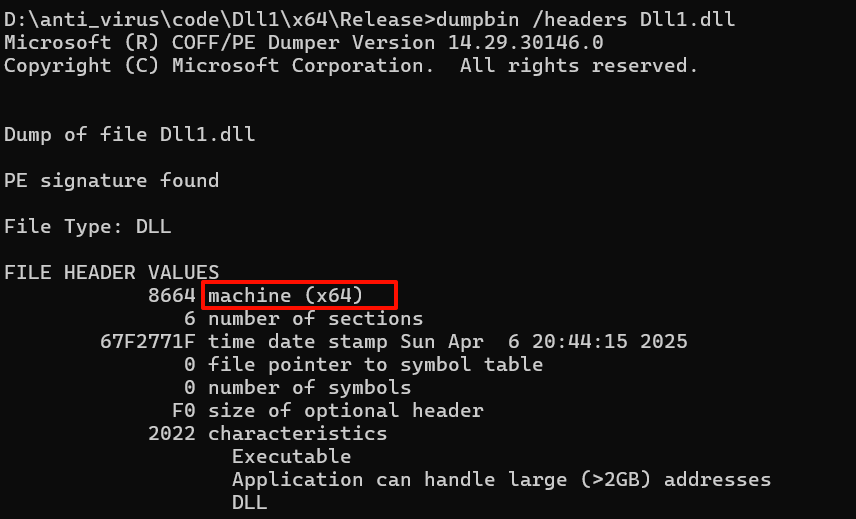 D:\anti_virus\code\Dll1\x64\Release>dumpbin /headers Dll1.dll
Microsoft (R) COFF/PE Dumper Version 14.29.30146.0
Copyright (C) Microsoft Corporation.  All rights reserved.
Dump of file Dll1.dll
PE signature found
File Type: DLL
FILE HEADER VALUES
8664 machine (x64)
6 number of sections
67F2771F time date stamp Sun Apr  6 20:44:15 2025
0 file pointer to symbol table
0 number of symbols
F0 size of optional header
2022 characteristics
Executable
Application can handle large (>2GB) addresses
DLL